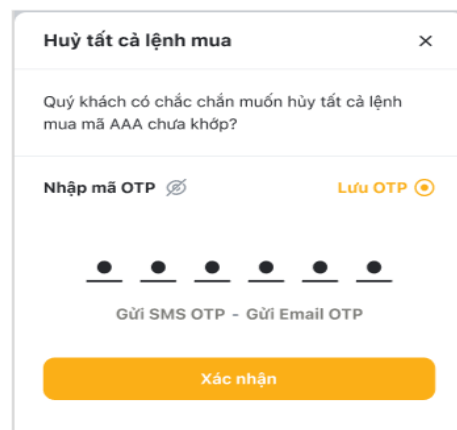 Huỷ tất cả lệnh mua
Quý khách có chắc chắn muốn hủy tất cả lệnh
mua mã AAA chưa khớp?
Nhập mã OTP Lưu OTP
Gửi SMS OTP - Gửi Email OTP
Xác nhận